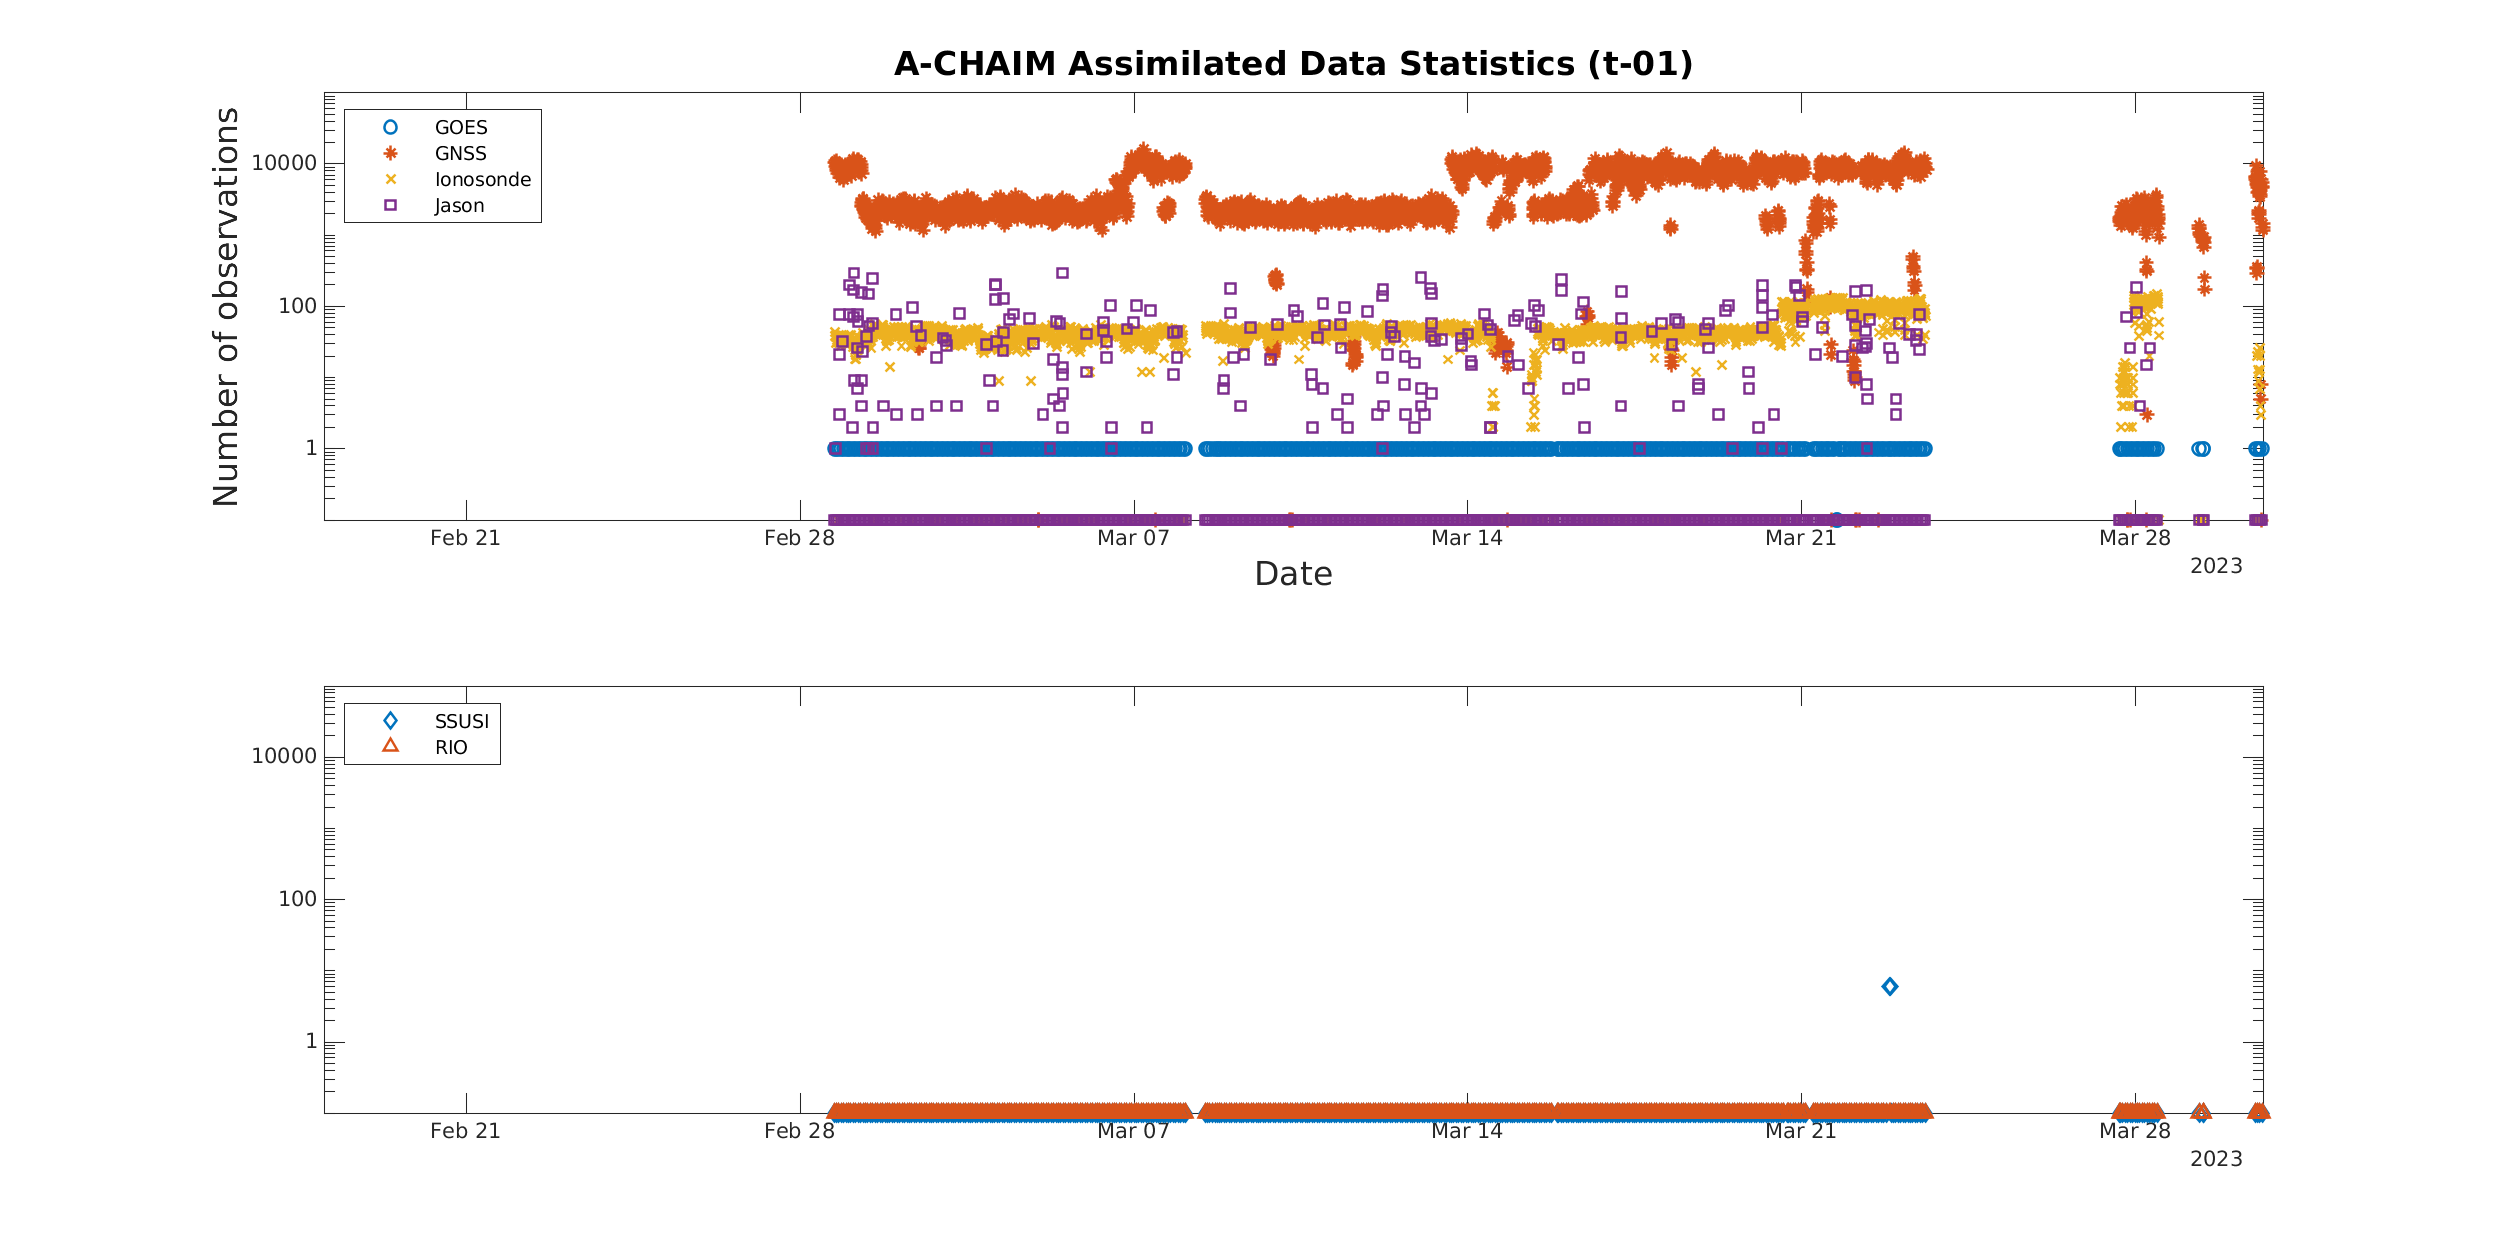 A-CHAIM Assimilated Data Statistics (t-01)
Number of observations
10000
100
1
GOES
GNSS
Ionosonde
Jason
Feb 21
Feb 28
Mar 07
Mar 14
Mar 21
Mar 28
Date
2023
10000
100
1
SSUSI
RIO
Feb 21
Feb 28
Mar 07
Mar 14
Mar 21
Mar 28
2023